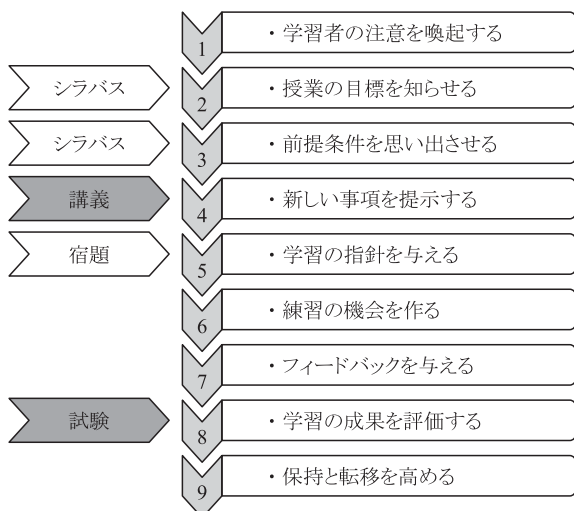 1 ・学習者の注意を喚起する
シラバス 2 ・授業の目標を知らせる
シラバス 3 ・前提条件を思い出させる
講義 4 ・新しい事項を提示する
宿題 5 ・学習の指針を与える
6 ・練習の機会を作る
7 ・フィードバックを与える
試験 8 ・学習の成果を評価する
9 ・保持と転移を高める